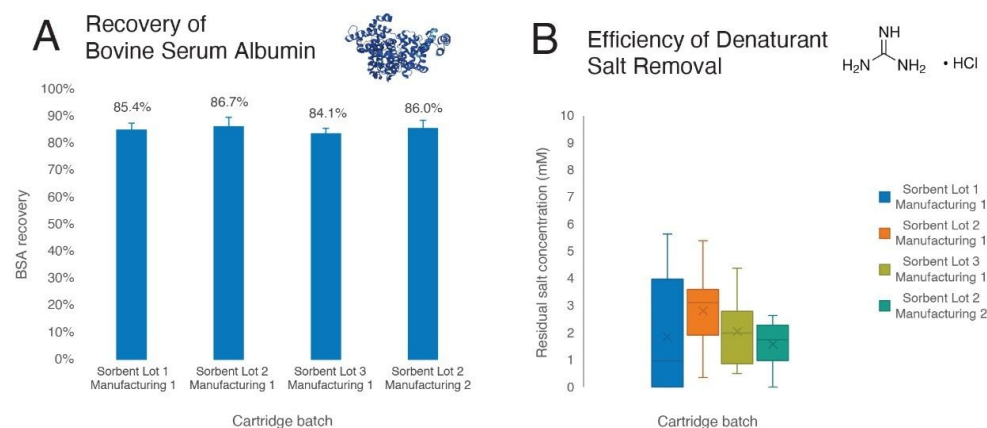 A
Recovery of
Bovine Serum Albumin
100%
90%
80%
70%
60%
50%
40%
30%
20%
10%
0%
BSA recovery
85.4%
86.7%
84.1%
86.0%
Sorbent Lot 1
Manufacturing 1
Sorbent Lot 2
Manufacturing 1
Sorbent Lot 3
Manufacturing 1
Sorbent Lot 2
Manufacturing 2
Cartridge batch
B
Efficiency of Denaturant
Salt Removal
NH
H₂N
NH₂
• HCl
10
9
8
7
6
5
4
3
2
1
0
Residual salt concentration (mM)
Cartridge batch
Sorbent Lot 1
Manufacturing 1
Sorbent Lot 2
Manufacturing 1
Sorbent Lot 3
Manufacturing 1
Sorbent Lot 2
Manufacturing 2